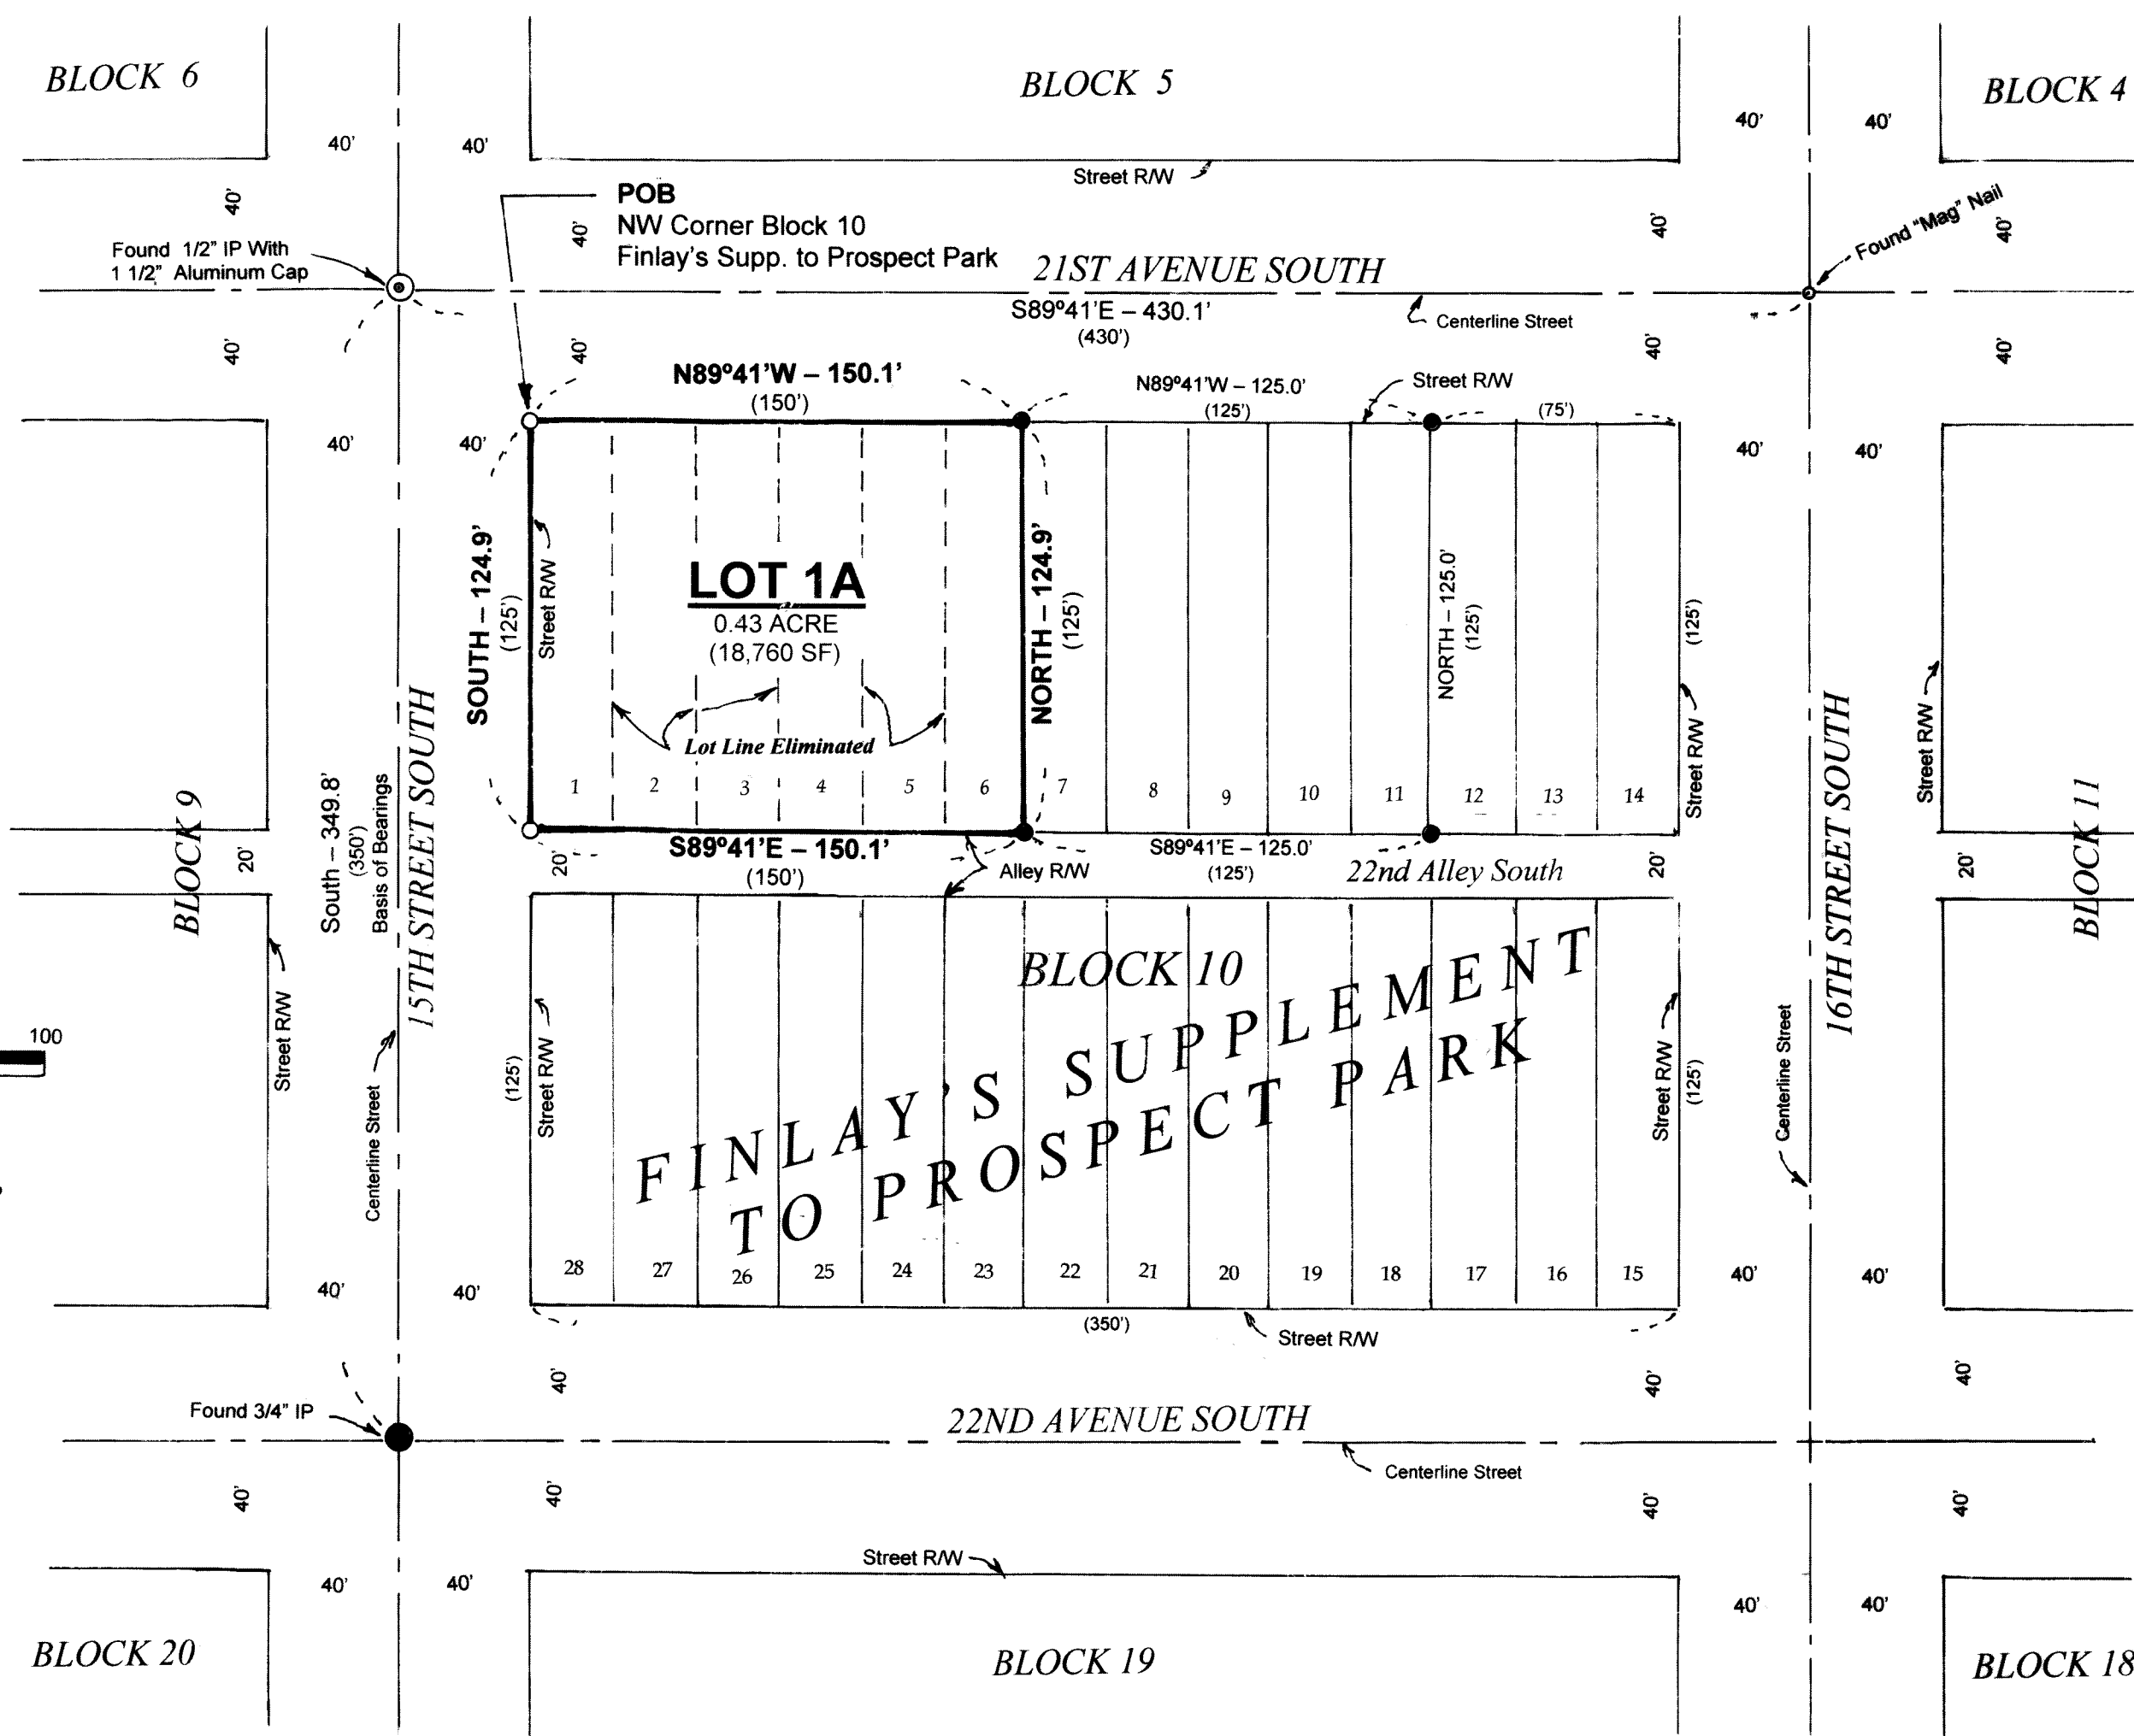 BLOCK 6
BLOCK 5
BLOCK 4
40'
40'
40'
40'
Street R/W
40'
POB
NW Corner Block 10
Finlay's Supp. to Prospect Park
40'
40'
Found "Mag" Nail
40'
Found 1/2" IP With
1 1/2" Aluminum Cap
21ST AVENUE SOUTH
S89º41'E – 430.1'
(430')
Centerline Street
40'
40'
40'
40'
N89º41'W – 150.1'
(150')
N89º41'W – 125.0'
(125')
Street R/W
(75')
40'
40'
40'
40'
SOUTH – 124.9'
(125')
Street R/W
LOT 1A
0.43 ACRE
(18,760 SF)
Lot Line Eliminated
NORTH – 124.9'
(125')
NORTH – 125.0'
(125')
(125')
Street R/W
Street R/W
1
2
3
4
5
6
7
8
9
10
11
12
13
14
BLOCK 9
20'
South – 349.8'
(350')
Basis of Bearings
15TH STREET SOUTH
16TH STREET SOUTH
BLOCK 11
S89º41'E – 150.1'
(150')
20'
Alley R/W
S89º41'E – 125.0'
(125')
22nd Alley South
20'
20'
BLOCK 10
FINLAY'S SUPPLEMENT
TO PROSPECT PARK
100
Street R/W
Centerline Street
(125')
Street R/W
Street R/W
(125')
Centerline Street
28
27
26
25
24
23
22
21
20
19
18
17
16
15
40'
40'
40'
40'
(350')
Street R/W
40'
40'
40'
Found 3/4" IP
22ND AVENUE SOUTH
Centerline Street
40'
40'
40'
40'
Street R/W
40'
40'
40'
40'
BLOCK 20
BLOCK 19
BLOCK 18